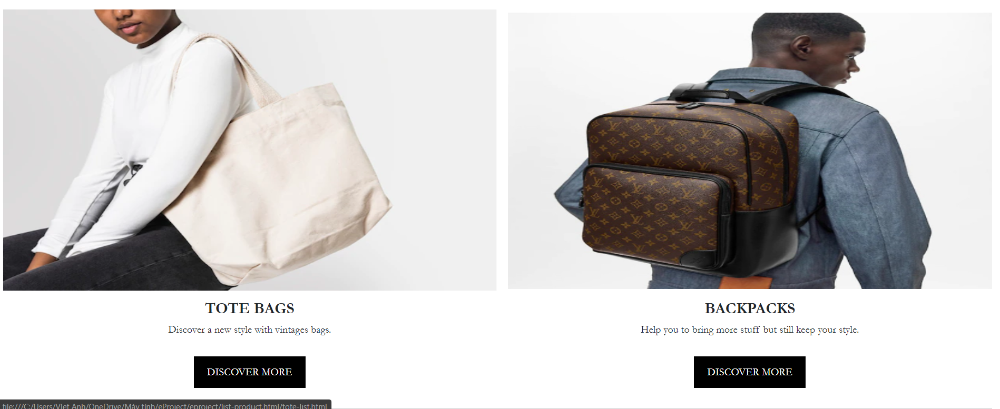 TOTE BAGS
Discover a new style with vintages bags.
DISCOVER MORE
BACKPACKS
Help you to bring more stuff but still keep your style.
DISCOVER MORE
file:///C:/Users/VIet Anh/OneDrive/Máy tính/eProject/eproject/list-product.html/tote-list.html